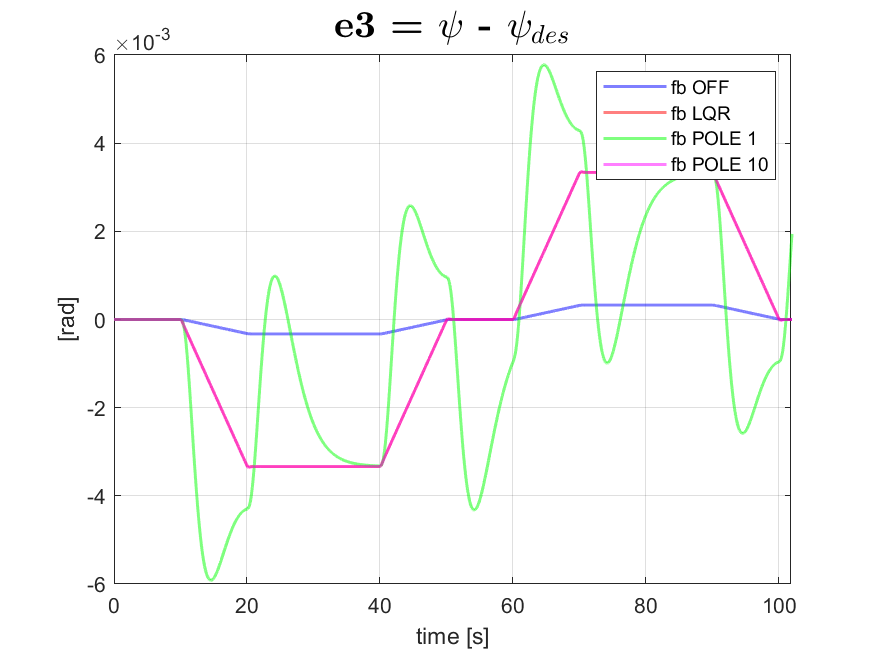 e3 = ψ - ψdes
×10-3
6
4
2
0
-2
-4
-6
[rad]
fb OFF
fb LQR
fb POLE 1
fb POLE 10
0 20 40 60 80 100
time [s]